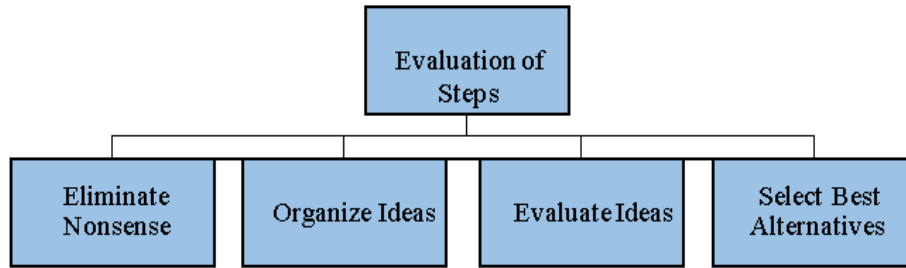 Evaluation of
Steps
Eliminate
Nonsense
Organize Ideas
Evaluate Ideas
Select Best
Alternatives